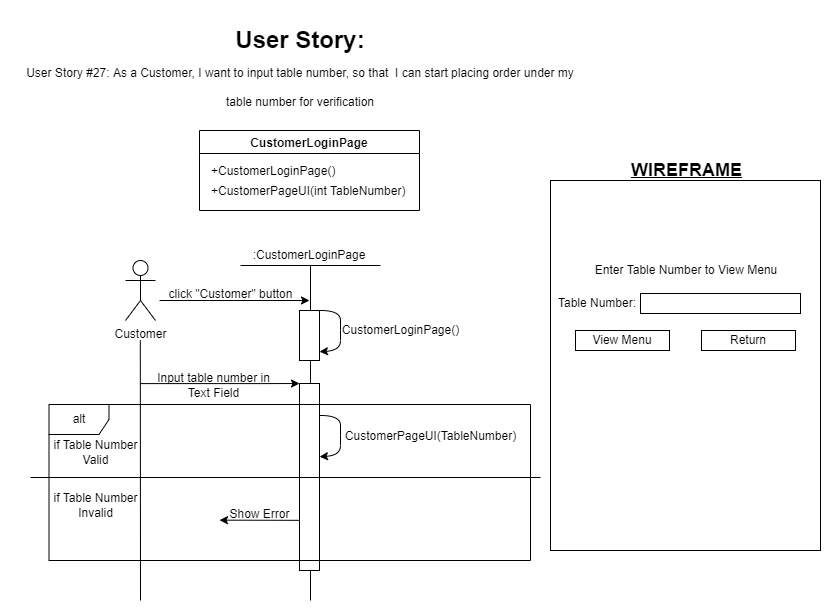 User Story:
User Story #27: As a Customer, I want to input table number, so that I can start placing order under my
table number for verification
CustomerLoginPage
+CustomerLoginPage()
+CustomerPageUI(int TableNumber)
WIREFRAME
Enter Table Number to View Menu
Table Number:
View Menu
Return
:CustomerLoginPage
click "Customer" button
Customer
CustomerLoginPage()
Input table number in
Text Field
alt
if Table Number
Valid
CustomerPageUI(TableNumber)
if Table Number
Invalid
Show Error